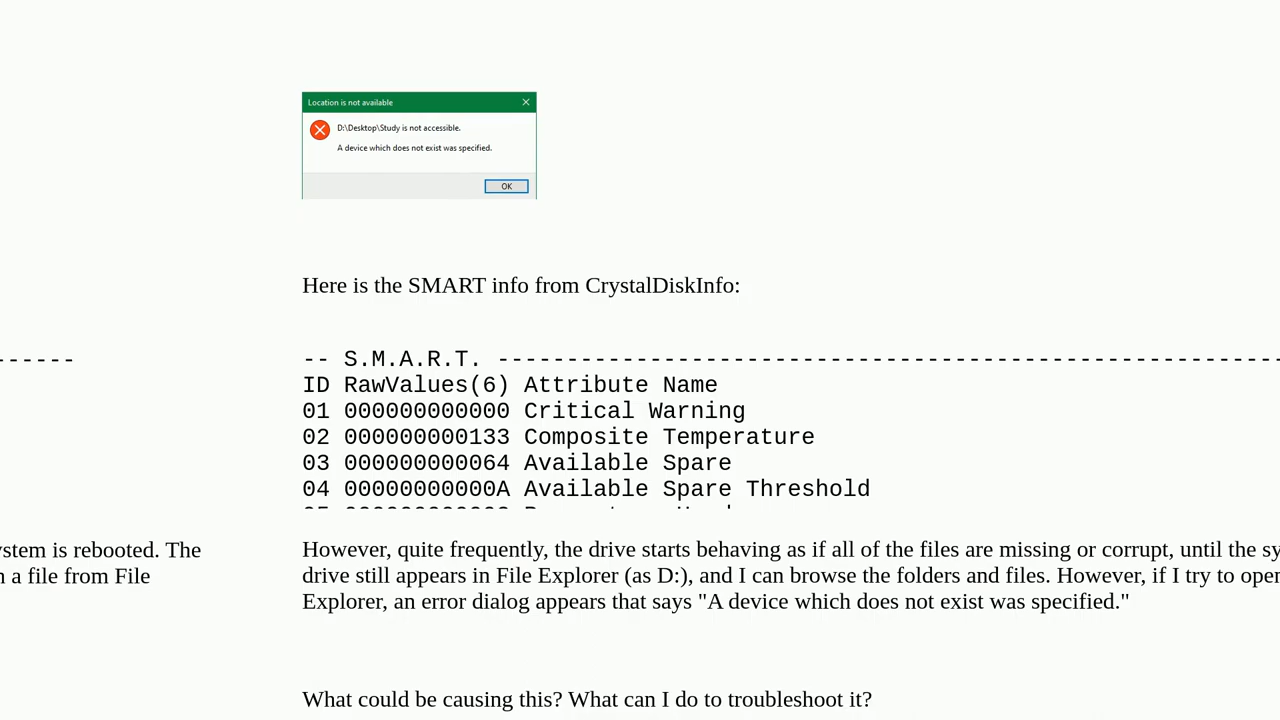 Location is not available
D:\Desktop\Study is not accessible.
A device which does not exist was specified.
OK
Here is the SMART info from CrystalDiskInfo:
------
-- S.M.A.R.T. ---------------------------------------------------------
ID RawValues(6) Attribute Name
01 000000000000 Critical Warning
02 000000000133 Composite Temperature
03 000000000064 Available Spare
04 00000000000A Available Spare Threshold
ystem is rebooted. The
n a file from File
However, quite frequently, the drive starts behaving as if all of the files are missing or corrupt, until the sy
drive still appears in File Explorer (as D:), and I can browse the folders and files. However, if I try to oper
Explorer, an error dialog appears that says "A device which does not exist was specified."
What could be causing this? What can I do to troubleshoot it?